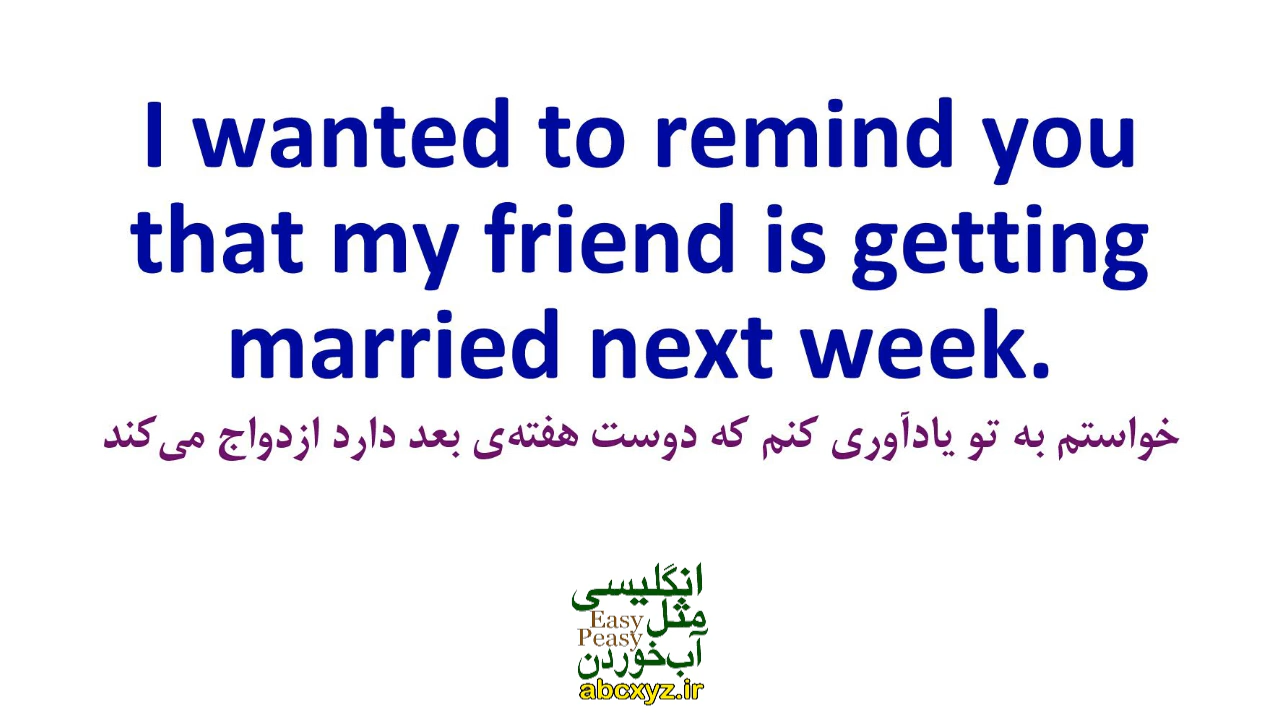 I wanted to remind you
that my friend is getting
married next week.
خواستم به تو یادآوری کنم که دوست هفته‌ی بعد دارد ازدواج می‌کند
انگلیسی
مثل
Easy
Peasy
آب‌خوردن
abcxyz.ir